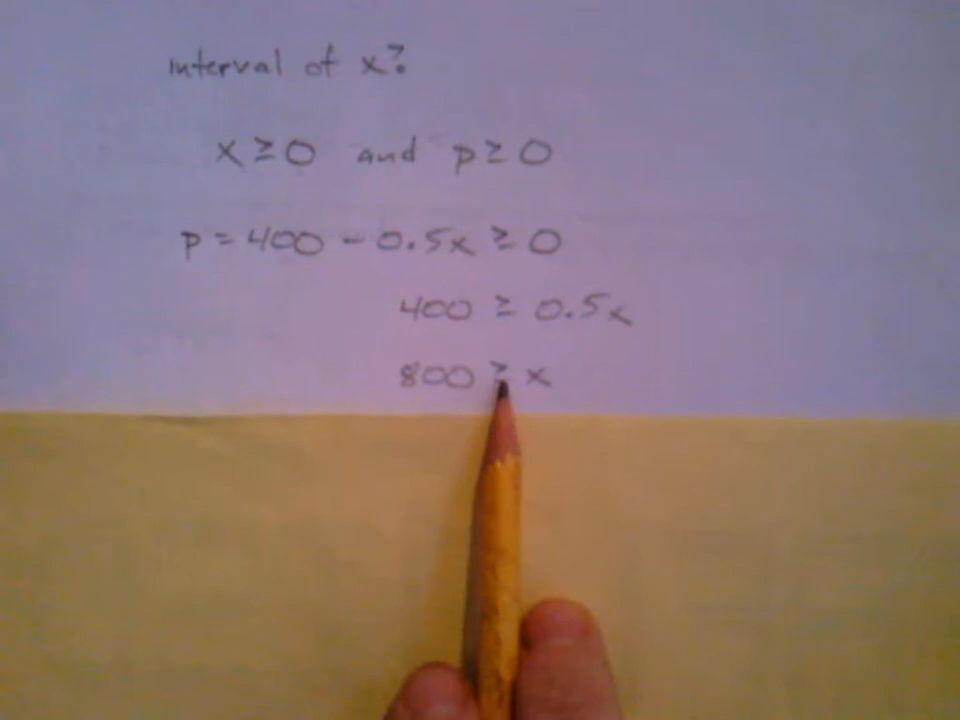 interval of x?
x ≥ 0 and p ≥ 0
p = 400 - 0.5x ≥ 0
400 ≥ 0.5x
800 ≥ x